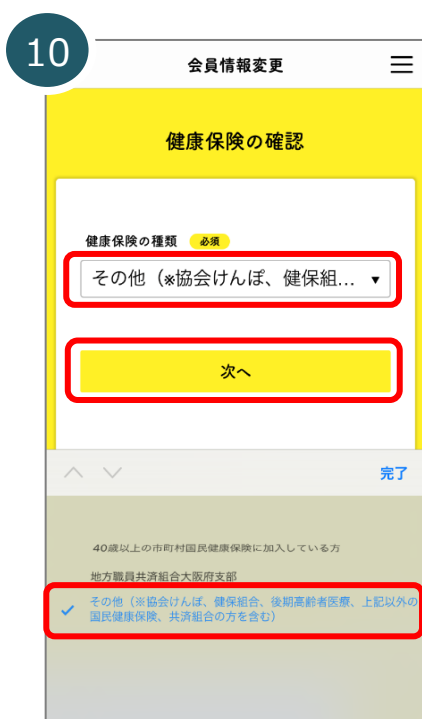 10
会員情報変更
健康保険の確認
健康保険の種類 必須
その他（※協会けんぽ、健保組... ▼
次へ
完了
40歳以上の市町村国民健康保険に加入している方
地方職員共済組合大阪府支部
その他（※協会けんぽ、健保組合、後期高齢者医療、上記以外の
国民健康保険、共済組合の方を含む）